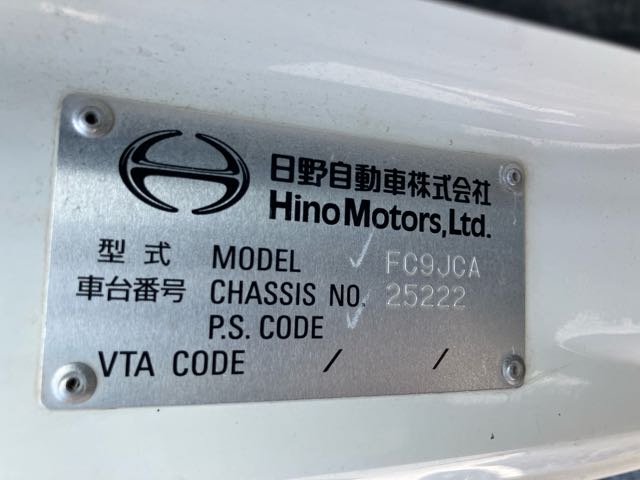 日野自動車株式会社
Hino Motors, Ltd.
型式 MODEL FC9JCA
車台番号 CHASSIS NO. 25222
P.S. CODE
VTA CODE / /